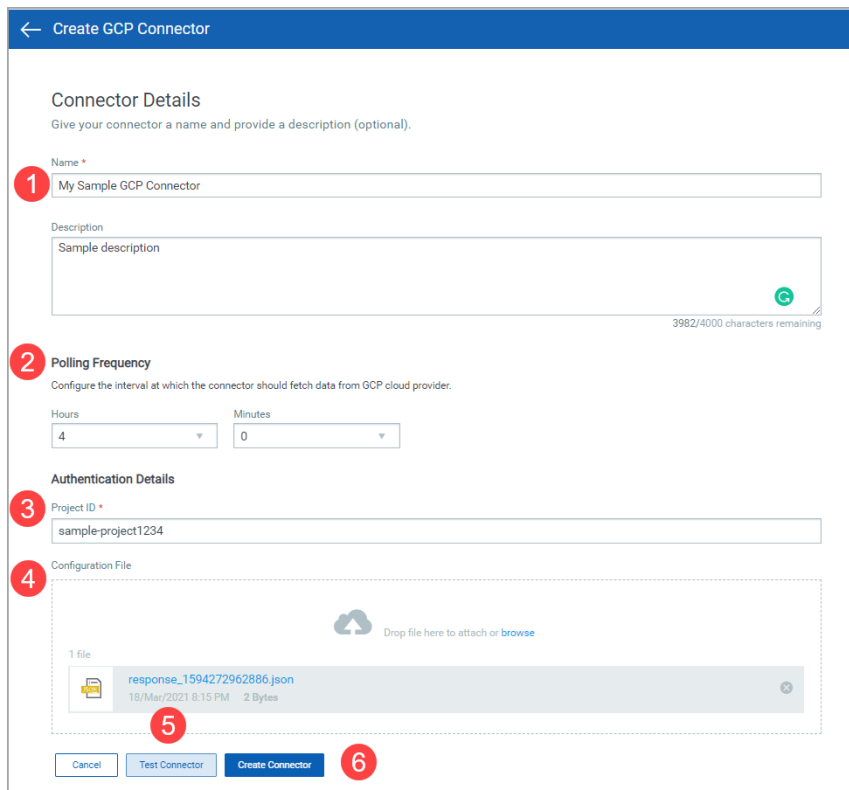 Create GCP Connector
Connector Details
Give your connector a name and provide a description (optional).
Name *
1
My Sample GCP Connector
Description
Sample description
G
3982/4000 characters remaining
2
Polling Frequency
Configure the interval at which the connector should fetch data from GCP cloud provider.
Hours Minutes
4 0
Authentication Details
3
Project ID *
sample-project1234
Configuration File
4
Drop file here to attach or browse
1 file
JSON
response_1594272962886.json
18/Mar/2021 8:15 PM 2 Bytes
5
Cancel Test Connector Create Connector 6